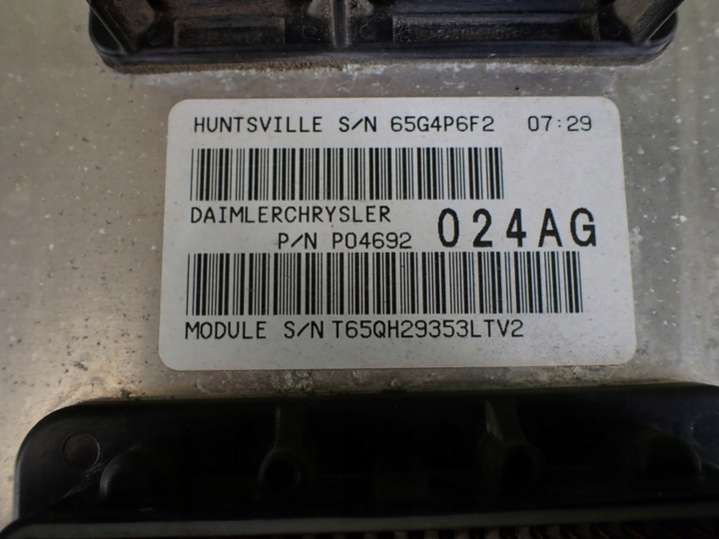 HUNTSVILLE S/N 65G4P6F2 07:29
DAIMLERCHRYSLER
P/N P04692 024AG
MODULE S/N T65QH29353LTV2